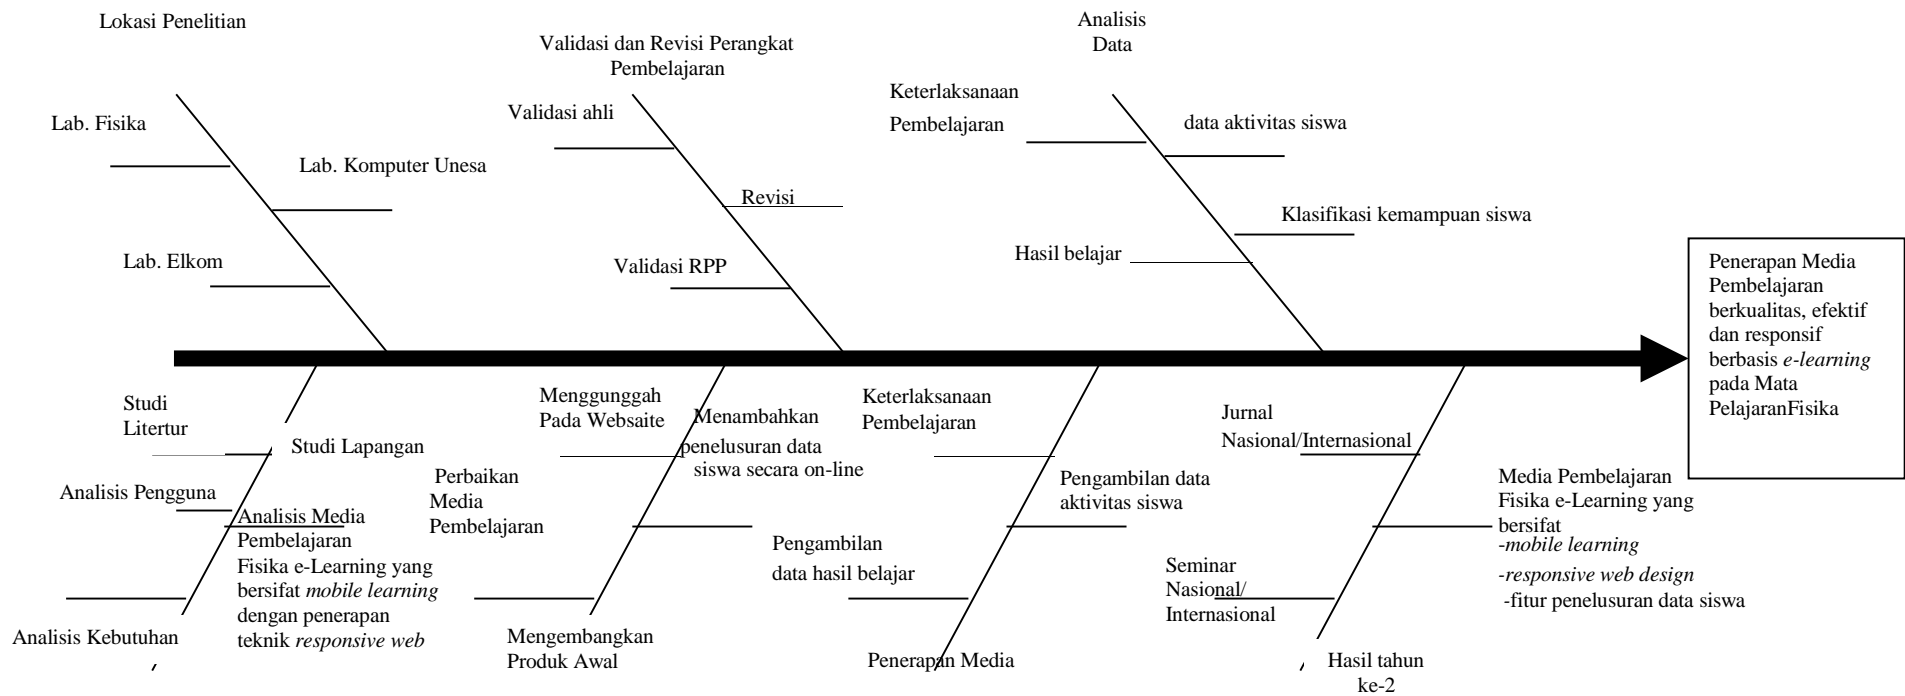 Lokasi Penelitian
Lab. Fisika
Lab. Komputer Unesa
Lab. Elkom
Validasi dan Revisi Perangkat
Pembelajaran
Validasi ahli
Revisi
Validasi RPP
Analisis
Data
Keterlaksanaan
Pembelajaran
data aktivitas siswa
Klasifikasi kemampuan siswa
Hasil belajar
Penerapan Media
Pembelajaran
berkualitas, efektif
dan responsif
berbasis e-learning
pada Mata
PelajaranFisika
Studi
Litertur
Studi Lapangan
Analisis Pengguna
Analisis Media
Pembelajaran
Fisika e-Learning yang
bersifat mobile learning
dengan penerapan
teknik responsive web
Analisis Kebutuhan
Menggunggah
Pada Websaite
Menambahkan
penelusuran data
siswa secara on-line
Perbaikan
Media
Pembelajaran
Mengembangkan
Produk Awal
Keterlaksanaan
Pembelajaran
Pengambilan data
aktivitas siswa
Pengambilan
data hasil belajar
Penerapan Media
Jurnal
Nasional/Internasional
Media Pembelajaran
Fisika e-Learning yang
bersifat
-mobile learning
-responsive web design
-fitur penelusuran data siswa
Seminar
Nasional/
Internasional
Hasil tahun
ke-2